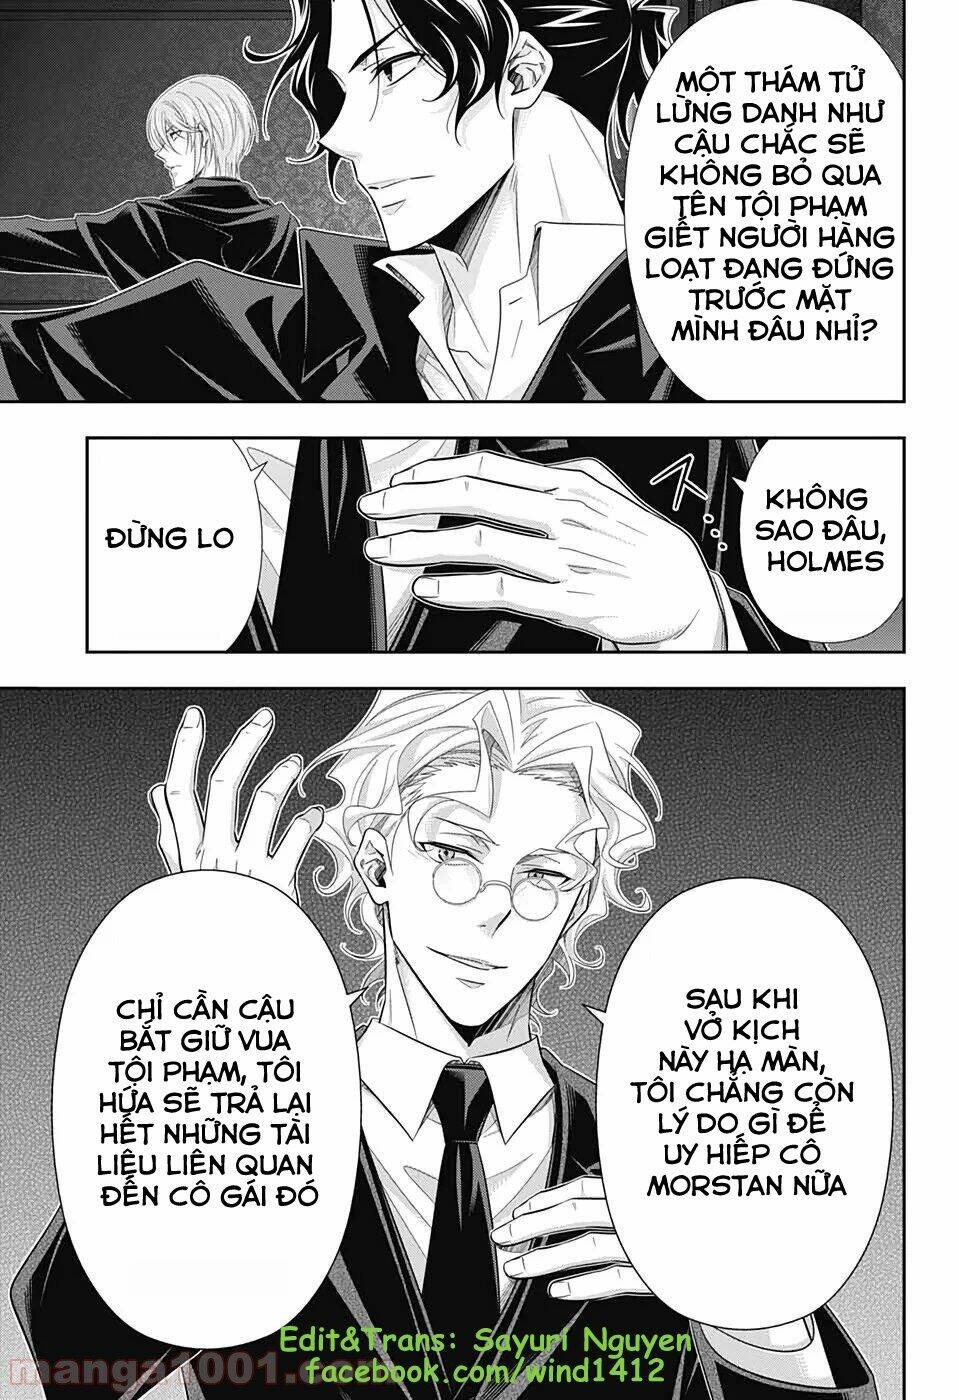 MỘT THÁM TỬ
LỪNG DANH NHƯ
CẬU CHẮC SẼ
KHÔNG BỎ QUA
TÊN TỘI PHẠM
GIẾT NGƯỜI HÀNG
LOẠT ĐANG ĐỨNG
TRƯỚC MẶT
MÌNH ĐÂU NHỈ?
KHÔNG
SAO ĐÂU,
HOLMES
ス…
ĐỪNG LO
SAU KHI
VỞ KỊCH
NÀY HẠ MÀN,
TÔI CHẲNG CÒN
LÝ DO GÌ ĐỂ
UY HIẾP CÔ
MORSTAN NỮA
CHỈ CẦN CẬU
BẮT GIỮ VUA
TỘI PHẠM, TÔI
HỨA SẼ TRẢ LẠI
HẾT NHỮNG TÀI
LIỆU LIÊN QUAN
ĐẾN CÔ GÁI ĐÓ
Edit&Trans: Sayuri Nguyen
facebook.com/wind1412
manga1001.com